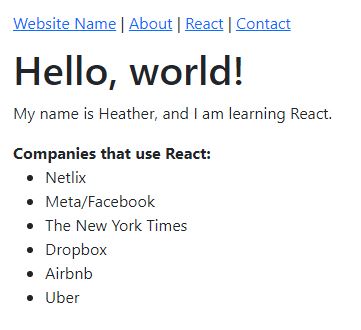 Website Name | About | React | Contact
Hello, world!
My name is Heather, and I am learning React.
Companies that use React:
• Netlix
• Meta/Facebook
• The New York Times
• Dropbox
• Airbnb
• Uber